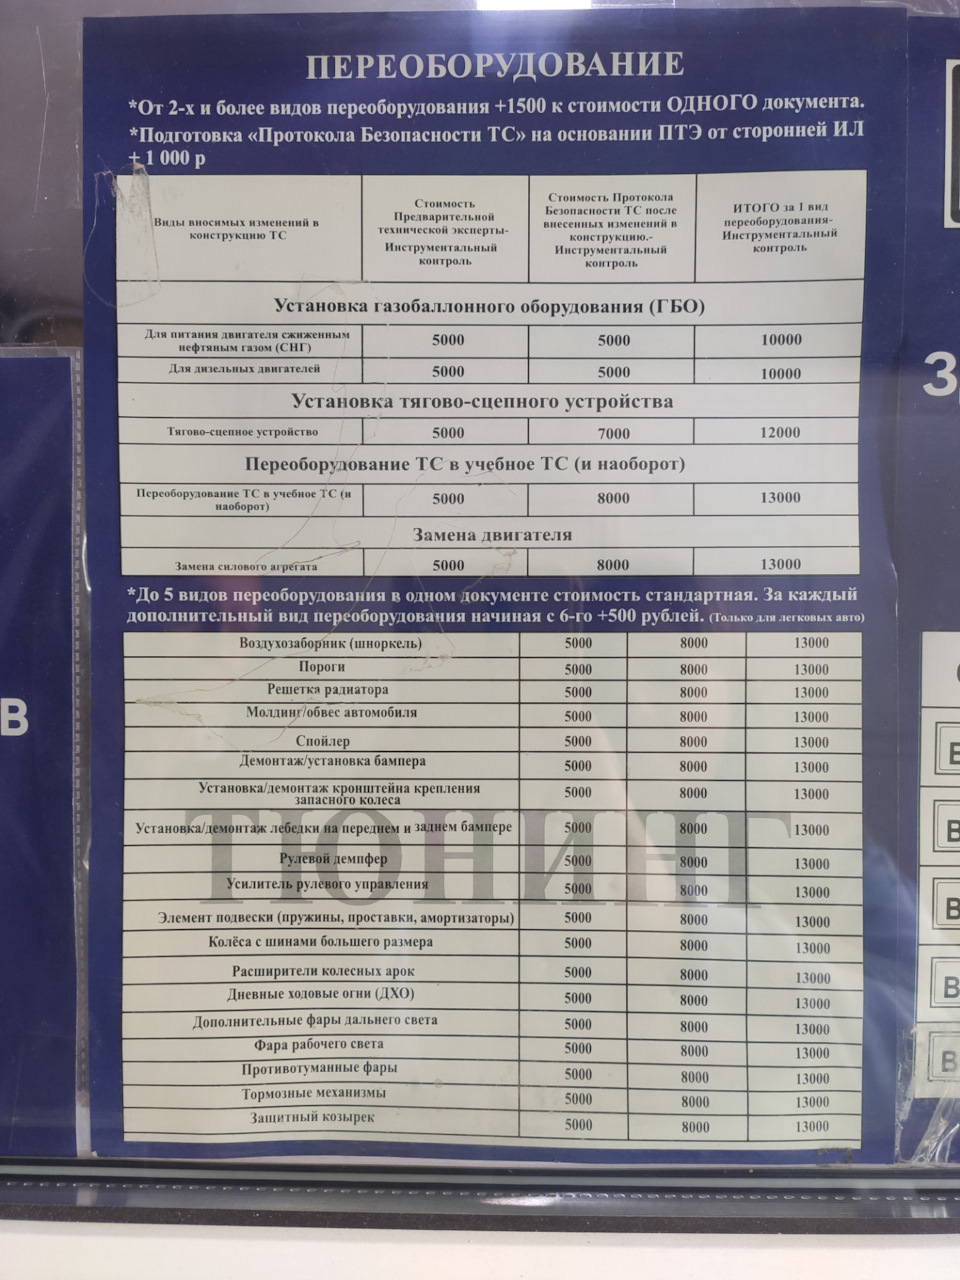 ПЕРЕОБОРУДОВАНИЕ
*От 2-х и более видов переоборудования +1500 к стоимости ОДНОГО документа.
*Подготовка «Протокола Безопасности ТС» на основании ПТЭ от сторонней ИЛ
+ 1 000 р
Виды вносимых изменений в
конструкцию ТС
Стоимость
Предварительной
технической эксперты-
Инструментальный
контроль
Стоимость Протокола
Безопасности ТС после
внесенных изменений в
конструкцию.-
Инструментальный
контроль
ИТОГО за 1 вид
переоборудования-
Инструментальный
контроль
Установка газобаллонного оборудования (ГБО)
Для питания двигателя сжиженным
нефтяным газом (СНГ)
5000 5000 10000
Для дизельных двигателей 5000 5000 10000
Установка тягово-сцепного устройства
Тягово-сцепное устройство 5000 7000 12000
Переоборудование ТС в учебное ТС (и наоборот)
Переоборудование ТС в учебное ТС (и
наоборот)
5000 8000 13000
Замена двигателя
Замена силового агрегата 5000 8000 13000
*До 5 видов переоборудования в одном документе стоимость стандартная. За каждый
дополнительный вид переоборудования начиная с 6-го +500 рублей. (Только для легковых авто)
Воздухозаборник (шноркель) 5000 8000 13000
Пороги 5000 8000 13000
Решетка радиатора 5000 8000 13000
Молдинг/обвес автомобиля 5000 8000 13000
Спойлер 5000 8000 13000
Демонтаж/установка бампера 5000 8000 13000
Установка/демонтаж кронштейна крепления
запасного колеса
5000 8000 13000
ТЮНИНГ
Установка/демонтаж лебедки на переднем и заднем бампере 5000 8000 13000
Рулевой демпфер 5000 8000 13000
Усилитель рулевого управления 5000 8000 13000
Элемент подвески (пружины, проставки, амортизаторы) 5000 8000 13000
Колёса с шинами большего размера 5000 8000 13000
Расширители колесных арок 5000 8000 13000
Дневные ходовые огни (ДХО) 5000 8000 13000
Дополнительные фары дальнего света 5000 8000 13000
Фара рабочего света 5000 8000 13000
Противотуманные фары 5000 8000 13000
Тормозные механизмы 5000 8000 13000
Защитный козырек 5000 8000 13000
В
З
В
В
В
В